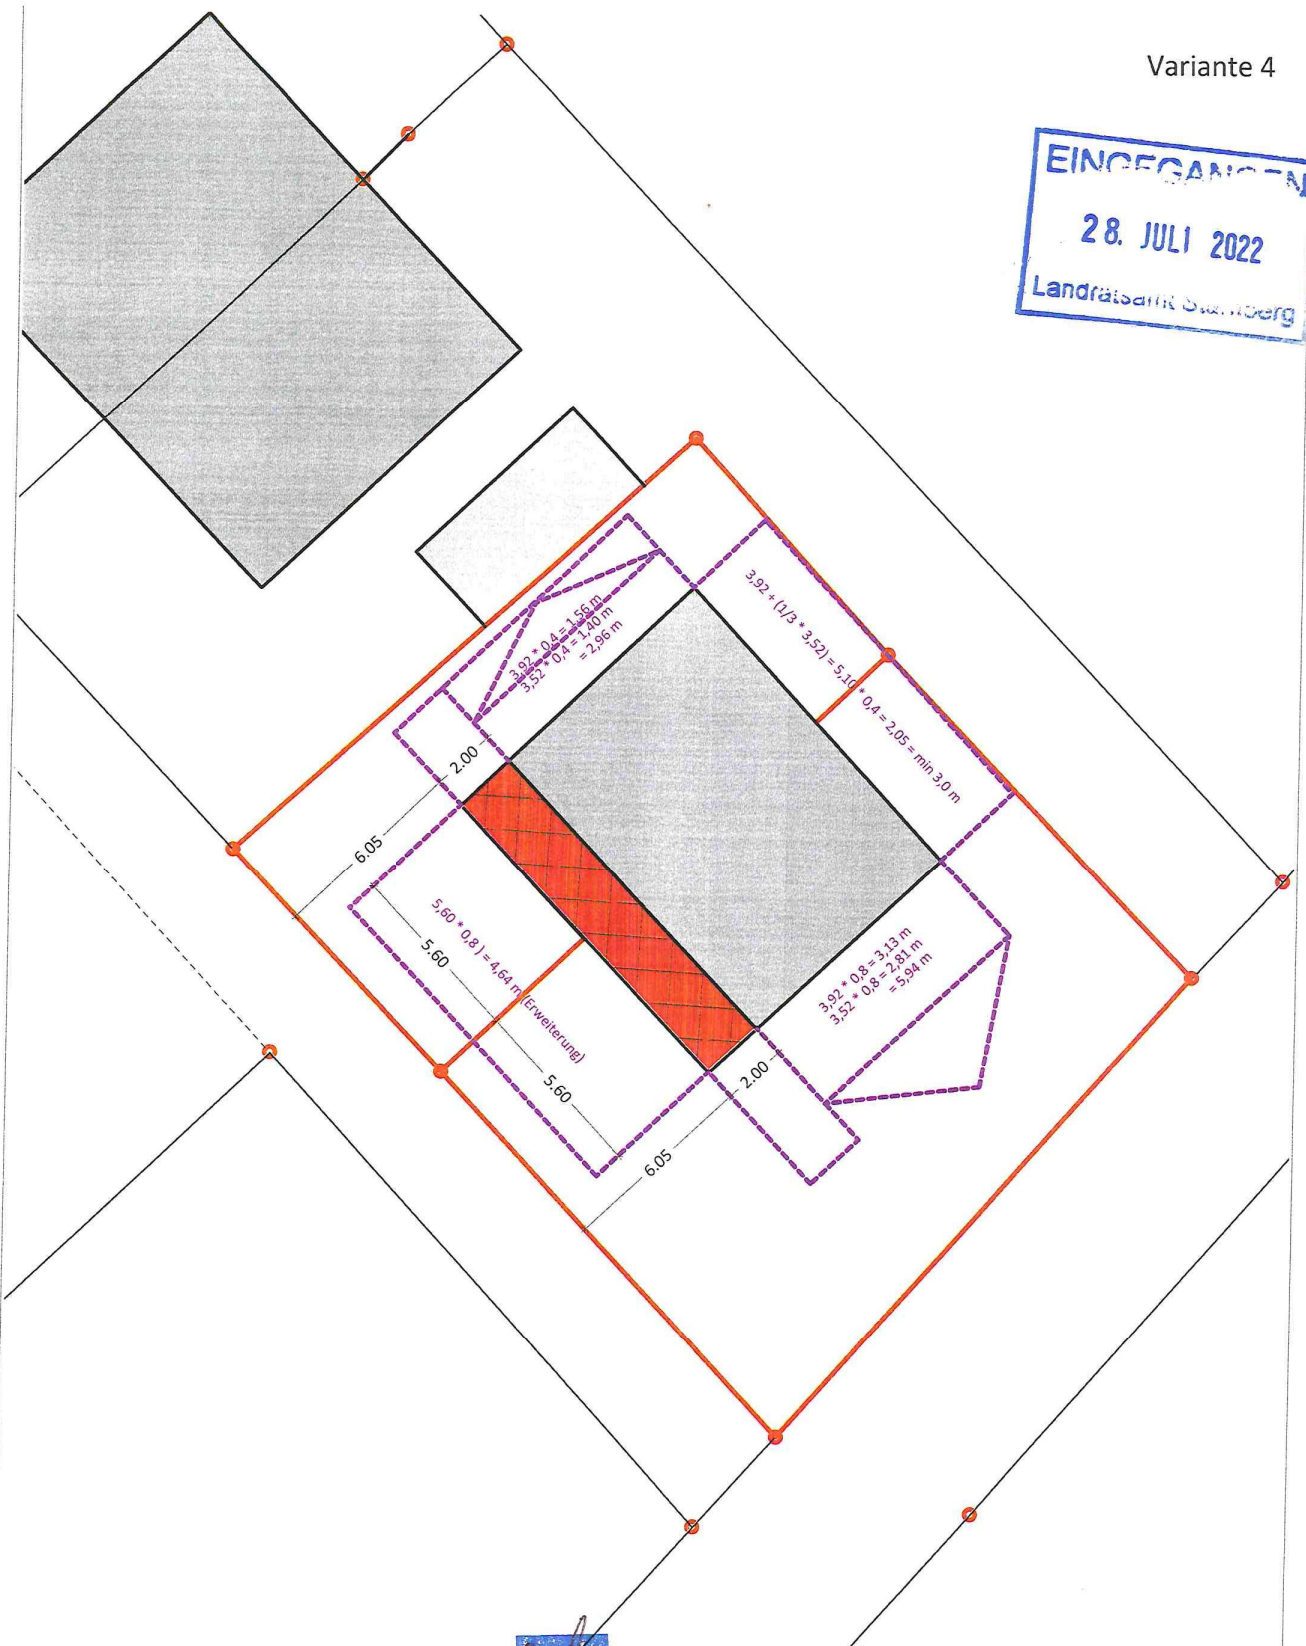 Variante 4
EINGEGANGEN
28. JULI 2022
Landratsamt Starnberg
3,92 * 0,4 = 1,56 m
3,52 * 0,4 = 1,40 m
= 2,96 m
3,92 + (1/3 * 3,52) = 5,10 * 0,4 = 2,05 = min 3,0 m
2.00
6.05
5,60 * 0,8 ) = 4,64 m (Erweiterung)
5.60
3,92 * 0,8 = 3,13 m
3,52 * 0,8 = 2,81 m
= 5,94 m
5.60
2.00
6.05